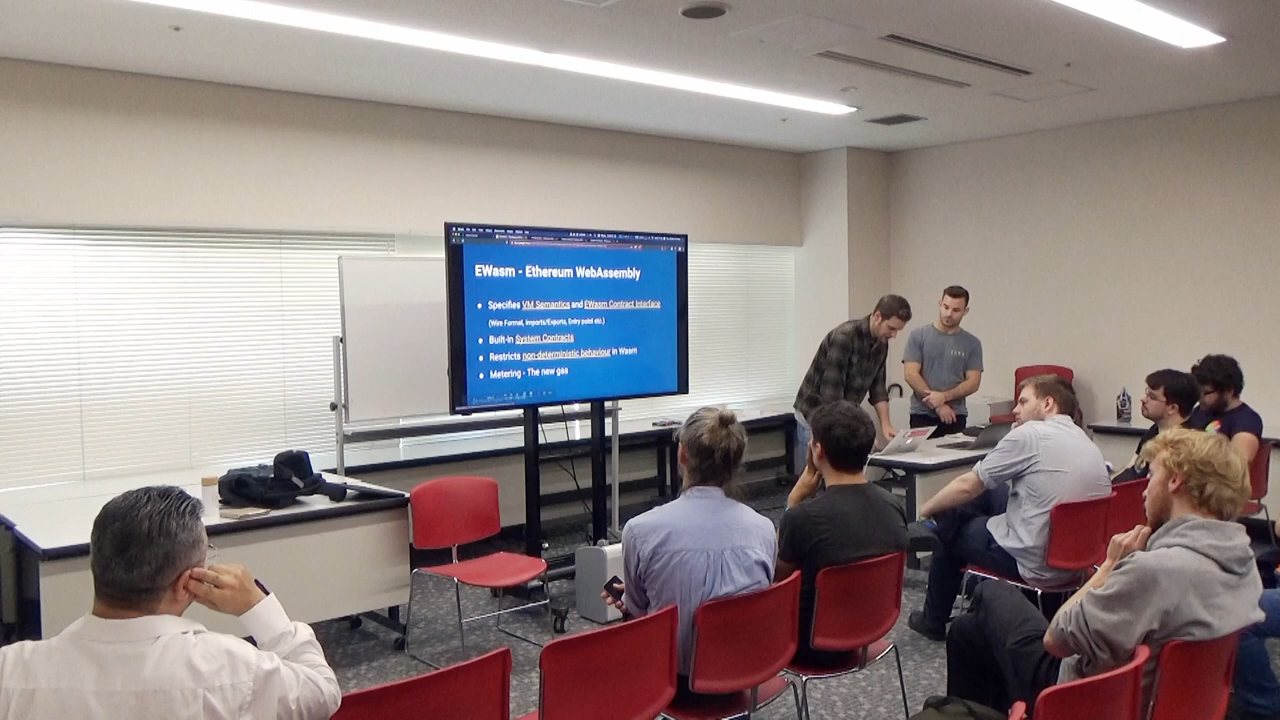 EWasm - Ethereum WebAssembly
Specifies VM Semantics and EWasm Contract Interface
(Wire Format, Imports/Exports, Entry point etc.)
Built-in System Contracts
Restricts non-deterministic behaviour in Wasm
Metering - The new gas